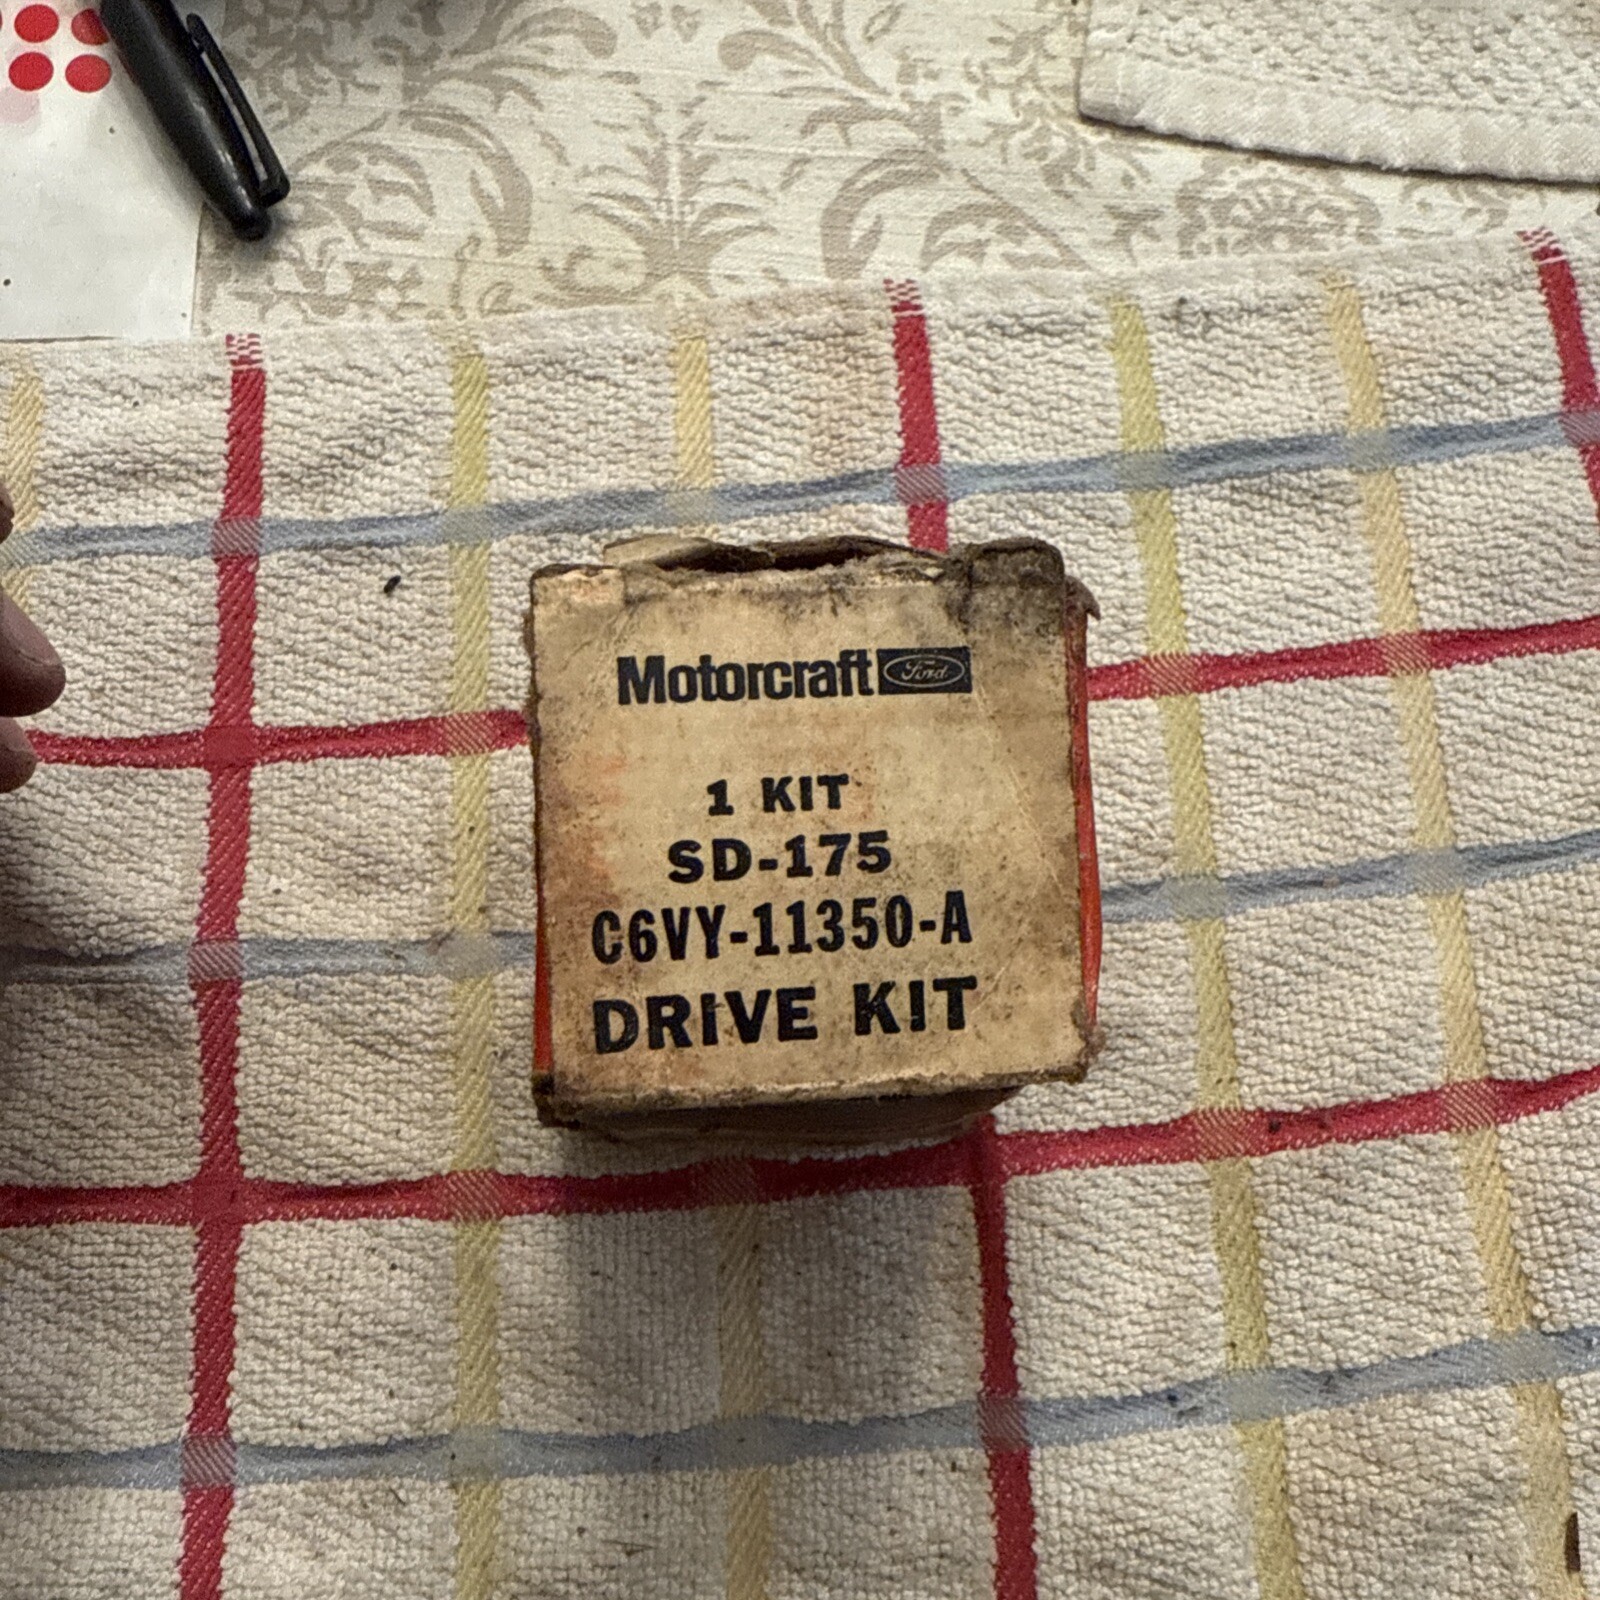 Motorcraft Ford
1 KIT
SD-175
C6VY-11350-A
DRIVE KIT